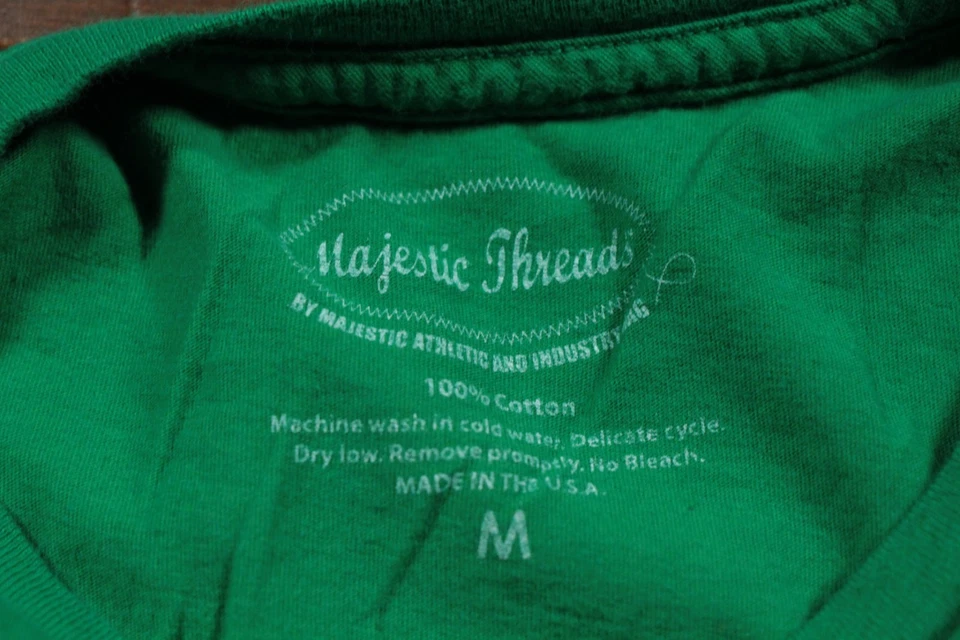 Majestic Threads
BY MAJESTIC ATHLETIC AND INDUSTRY
100% Cotton
Machine wash in cold water. Delicate cycle.
Dry low. Remove promptly. No Bleach.
MADE IN THE U.S.A.
M